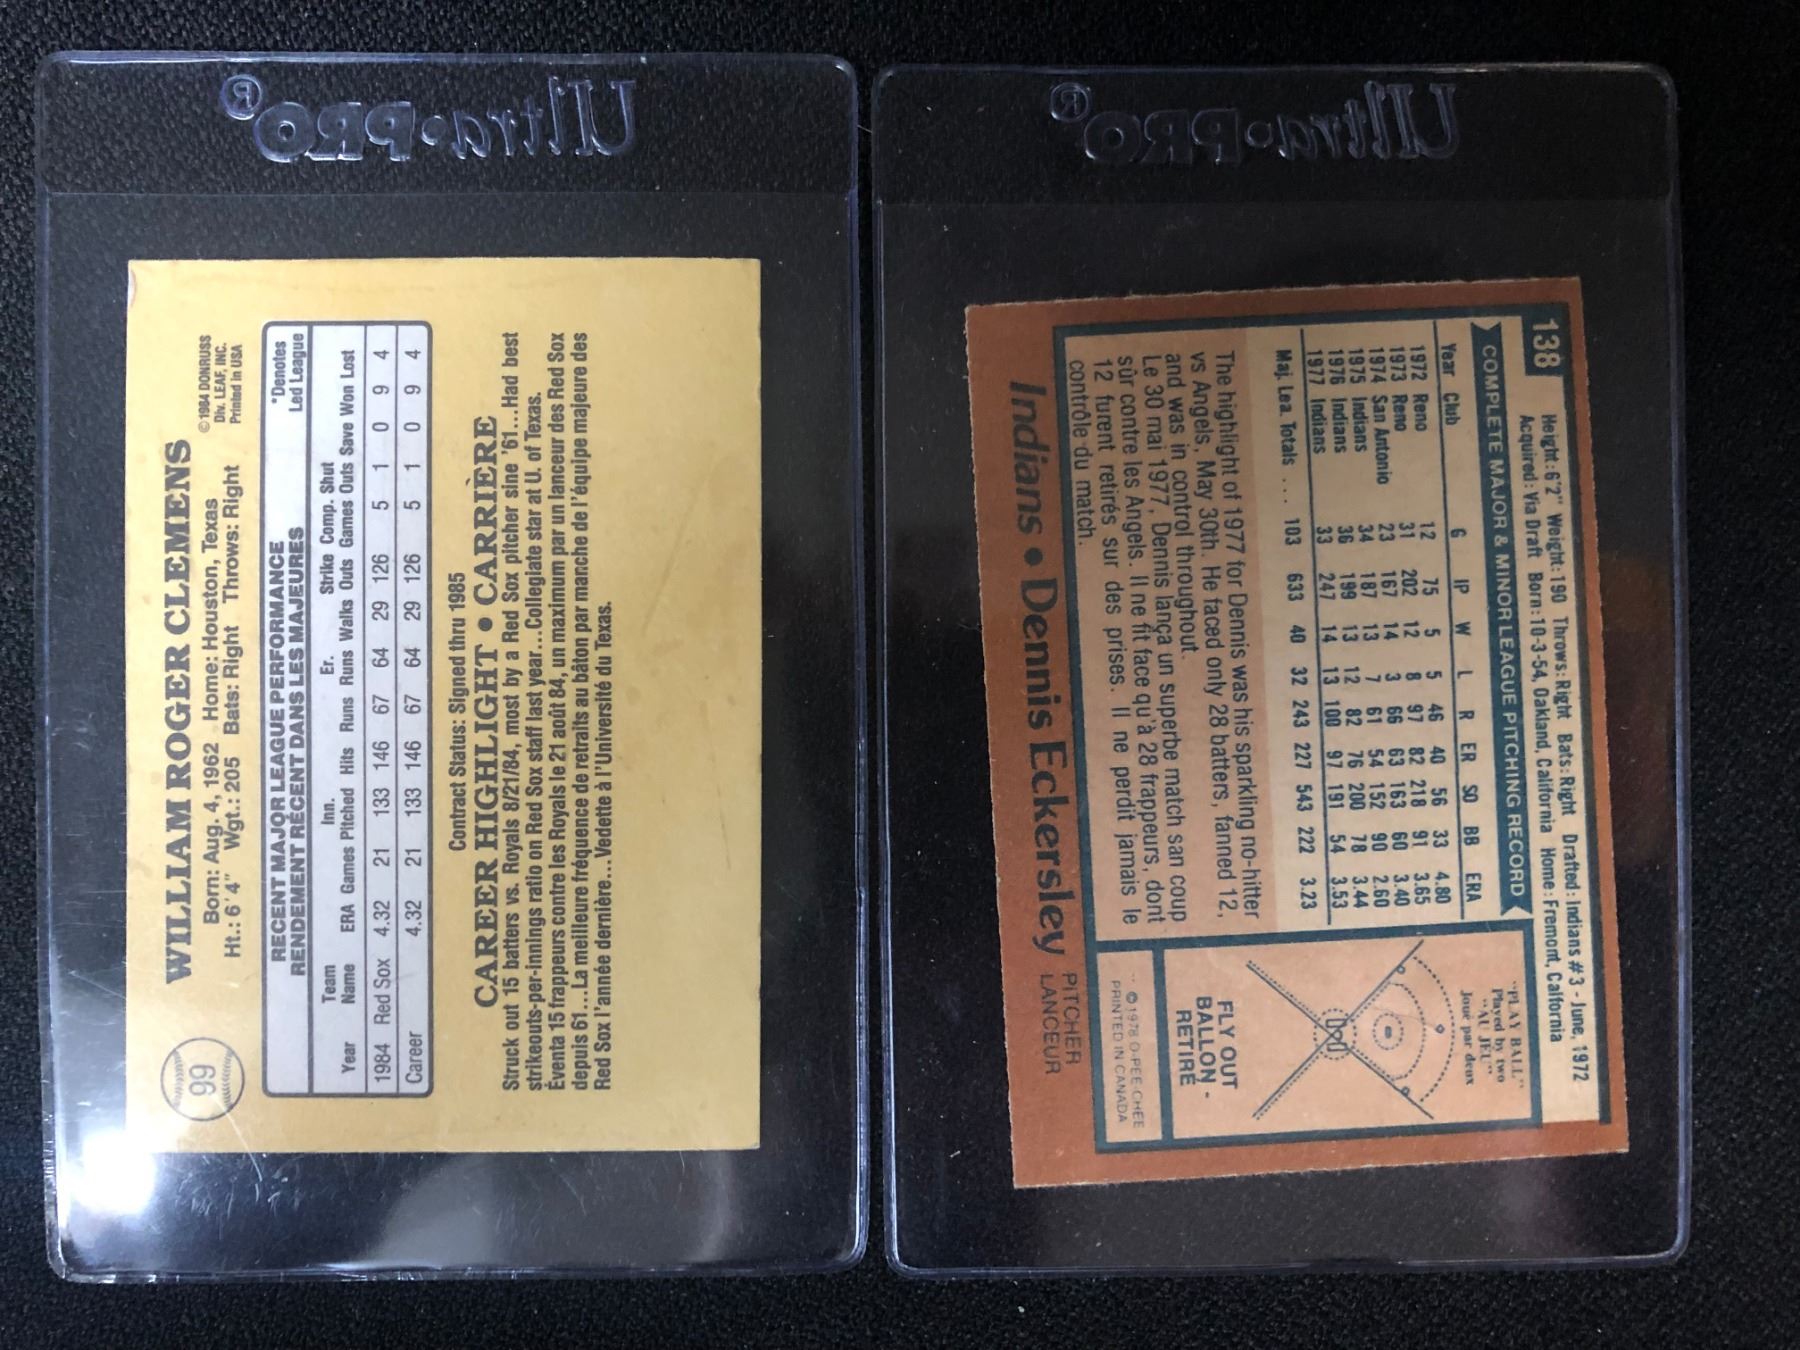 Ultra•PRO®
WILLIAM ROGER CLEMENS
©1984 DONRUSS
Div. LEAF, INC.
Printed in USA
Born: Aug. 4, 1962 Home: Houston, Texas
Ht.: 6'4" Wgt.: 205 Bats: Right Throws: Right
99
RECENT MAJOR LEAGUE PERFORMANCE
RENDEMENT RÉCENT DANS LES MAJEURES
*Denotes
Led League
Year Team Name ERA Games Inn. Pitched Hits Runs Er. Runs Walks Strike Outs Comp. Games Shut Outs Save Won Lost
1984 Red Sox 4.32 21 133 146 67 64 29 126 5 1 0 9 4
Career 4.32 21 133 146 67 64 29 126 5 1 0 9 4
Contract Status: Signed thru 1985
CAREER HIGHLIGHT • CARRIÈRE
Struck out 15 batters vs. Royals 8/21/84, most by a Red Sox pitcher sine '61...Had best
strikeouts-per-innings ratio on Red Sox staff last year...Collegiate star at U. of Texas.
Éventa 15 frappeurs contre les Royals le 21 août 84, un maximum par un lanceur des Red Sox
depuis 61...La meilleure fréquence de retraits au bâton par manche de l'équipe majeure des
Red Sox l'année dernière...Vedette à l'Université du Texas.
Ultra•PRO®
138
Height: 6'2" Weight: 190 Throws: Right Bats: Right Drafted: Indians #3 - June, 1972
Acquired: Via Draft Born: 10-3-54, Oakland, California Home: Fremont, Calfornia
COMPLETE MAJOR & MINOR LEAGUE PITCHING RECORD
Year Club G IP W L R ER SO BB ERA
1972 Reno 12 75 5 5 46 40 56 33 4.80
1973 Reno 31 202 12 8 97 82 218 91 3.65
1974 San Antonio 23 167 14 3 66 63 163 60 3.40
1975 Indians 34 187 13 7 61 54 152 90 2.60
1976 Indians 36 199 13 12 82 76 200 78 3.44
1977 Indians 33 247 14 13 100 97 191 54 3.53
Maj. Lea. Totals ... 103 633 40 32 243 227 543 222 3.23
The highlight of 1977 for Dennis was his sparkling no-hitter
vs Angels, May 30th. He faced only 28 batters, fanned 12,
and was in control throughout.
Le 30 mai 1977, Dennis lança un superbe match san coup
sûr contre les Angels. Il ne fit face qu'à 28 frappeurs, dont
12 furent retirés sur des prises. Il ne perdit jamais le
contrôle du match.
"PLAY BALL"
Played by two
"AU JEU"
Joue par deux
FLY OUT
BALLON -
RETIRE
© 1978 O-PEE-CHEE
PRINTED IN CANADA
Indians • Dennis Eckersley PITCHER
LANCEUR